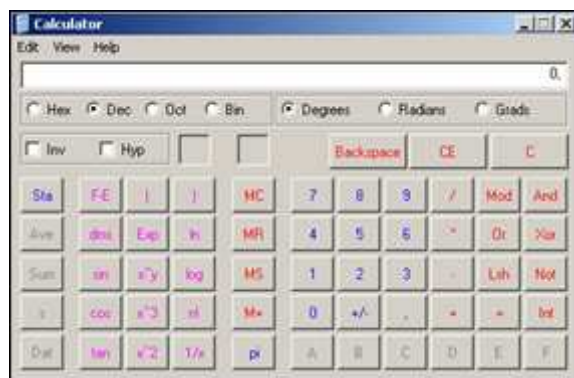 Calculator
Edit View Help
0.
Hex Dec Oct Bin Degrees Radians Grads
Inv Hyp Backspace CE C
Sta F-E ( ) MC 7 8 9 / Mod And
Ave dms Exp ln MR 4 5 6 * Or Xor
Sum sin x^y log MS 1 2 3 - Lsh Not
s cos x^3 n! M+ 0 +/- , + = Int
Dat tan x^2 1/x pi A B C D E F